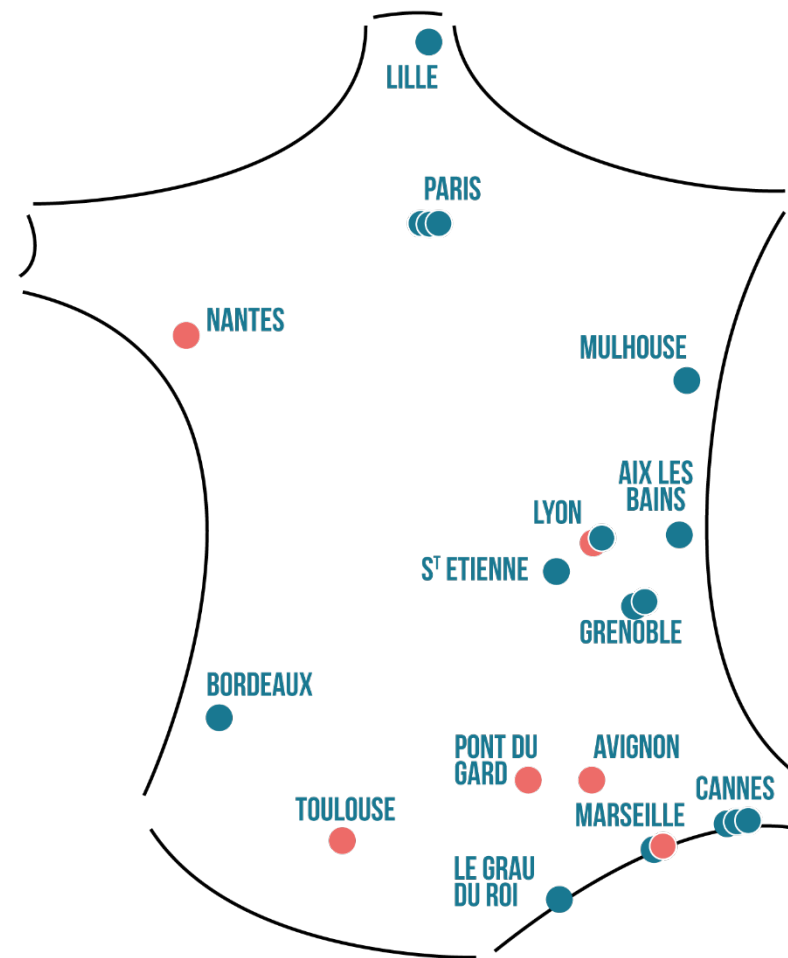 LILLE
PARIS
NANTES
MULHOUSE
AIX LES
BAINS
LYON
Sᵀ ETIENNE
GRENOBLE
BORDEAUX
PONT DU
GARD
AVIGNON
CANNES
TOULOUSE
MARSEILLE
LE GRAU
DU ROI